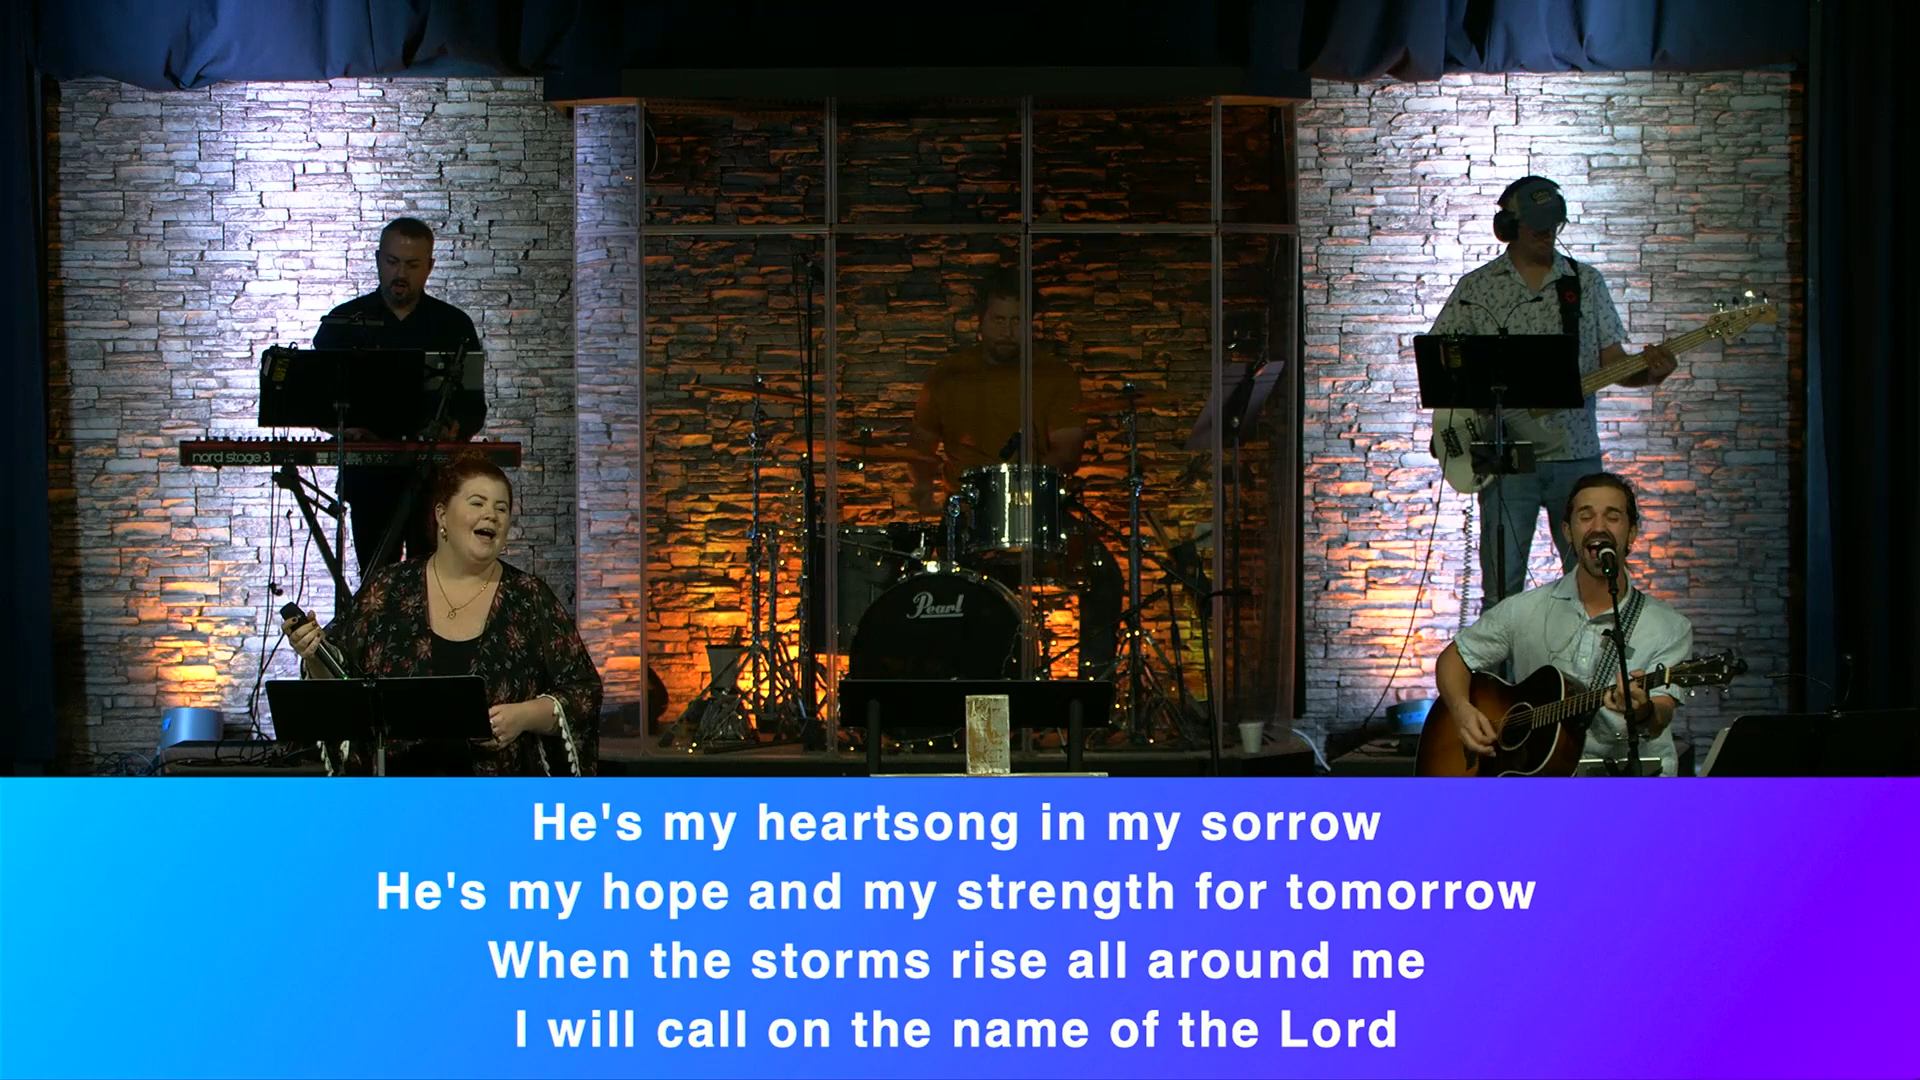 nord stage 3
Pearl
He's my heartsong in my sorrow
He's my hope and my strength for tomorrow
When the storms rise all around me
I will call on the name of the Lord